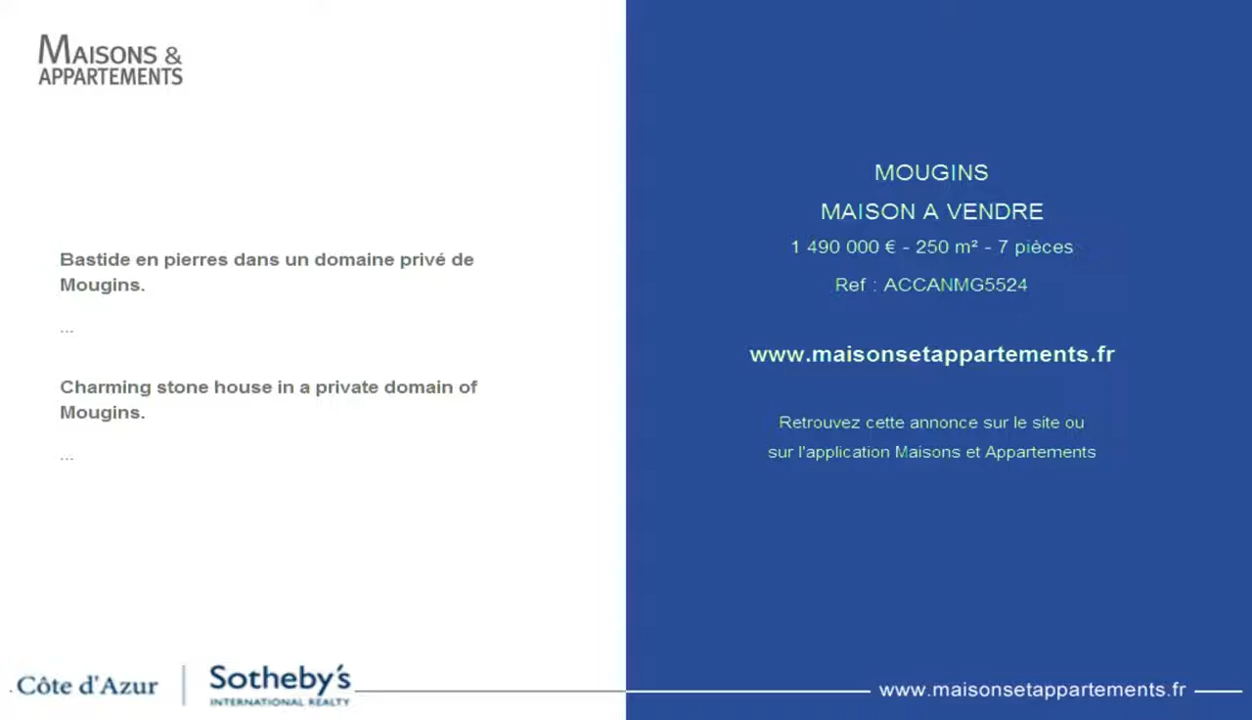 MAISONS &
APPARTEMENTS
Bastide en pierres dans un domaine privé de
Mougins.
...
Charming stone house in a private domain of
Mougins.
...
MOUGINS
MAISON A VENDRE
1 490 000 € - 250 m² - 7 pièces
Ref : ACCANMG5524
www.maisonsetappartements.fr
Retrouvez cette annonce sur le site ou
sur l'application Maisons et Appartements
Côte d'Azur
Sotheby's
INTERNATIONAL REALTY
www.maisonsetappartements.fr